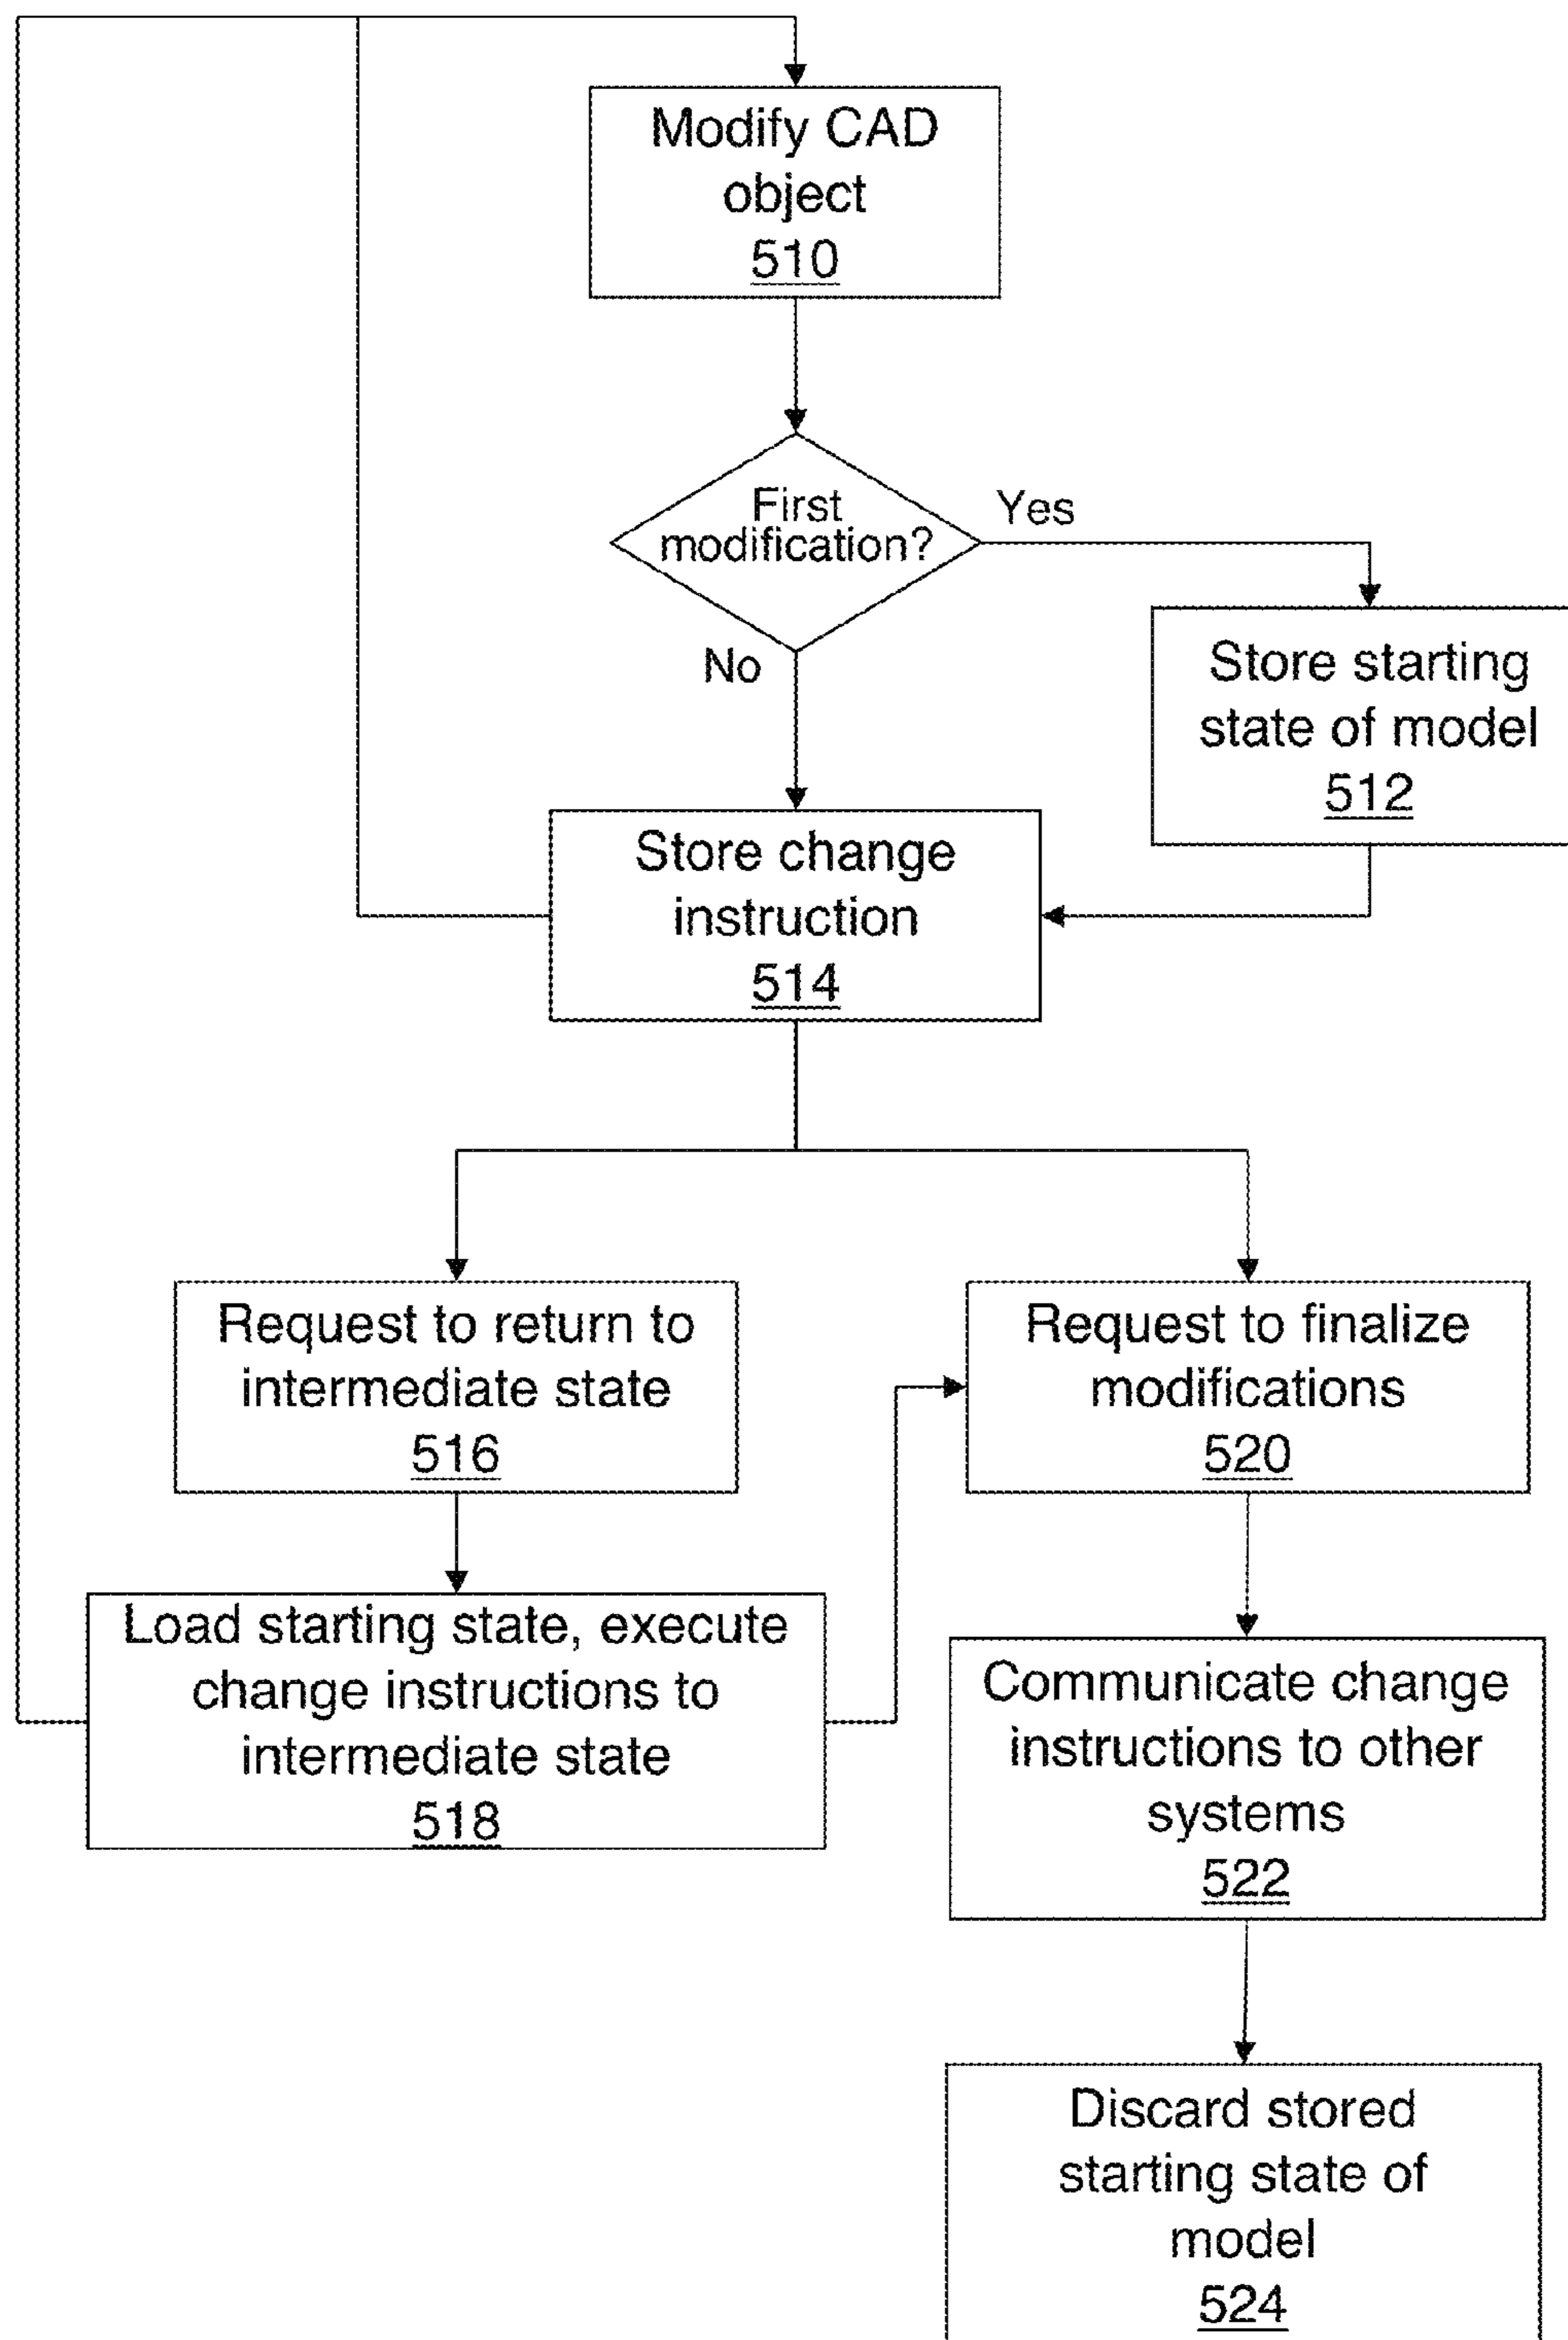 Modify CAD
object
510
First
modification?
Yes
No
Store starting
state of model
512
Store change
instruction
514
Request to return to
intermediate state
516
Request to finalize
modifications
520
Load starting state, execute
change instructions to
intermediate state
518
Communicate change
instructions to other
systems
522
Discard stored
starting state of
model
524